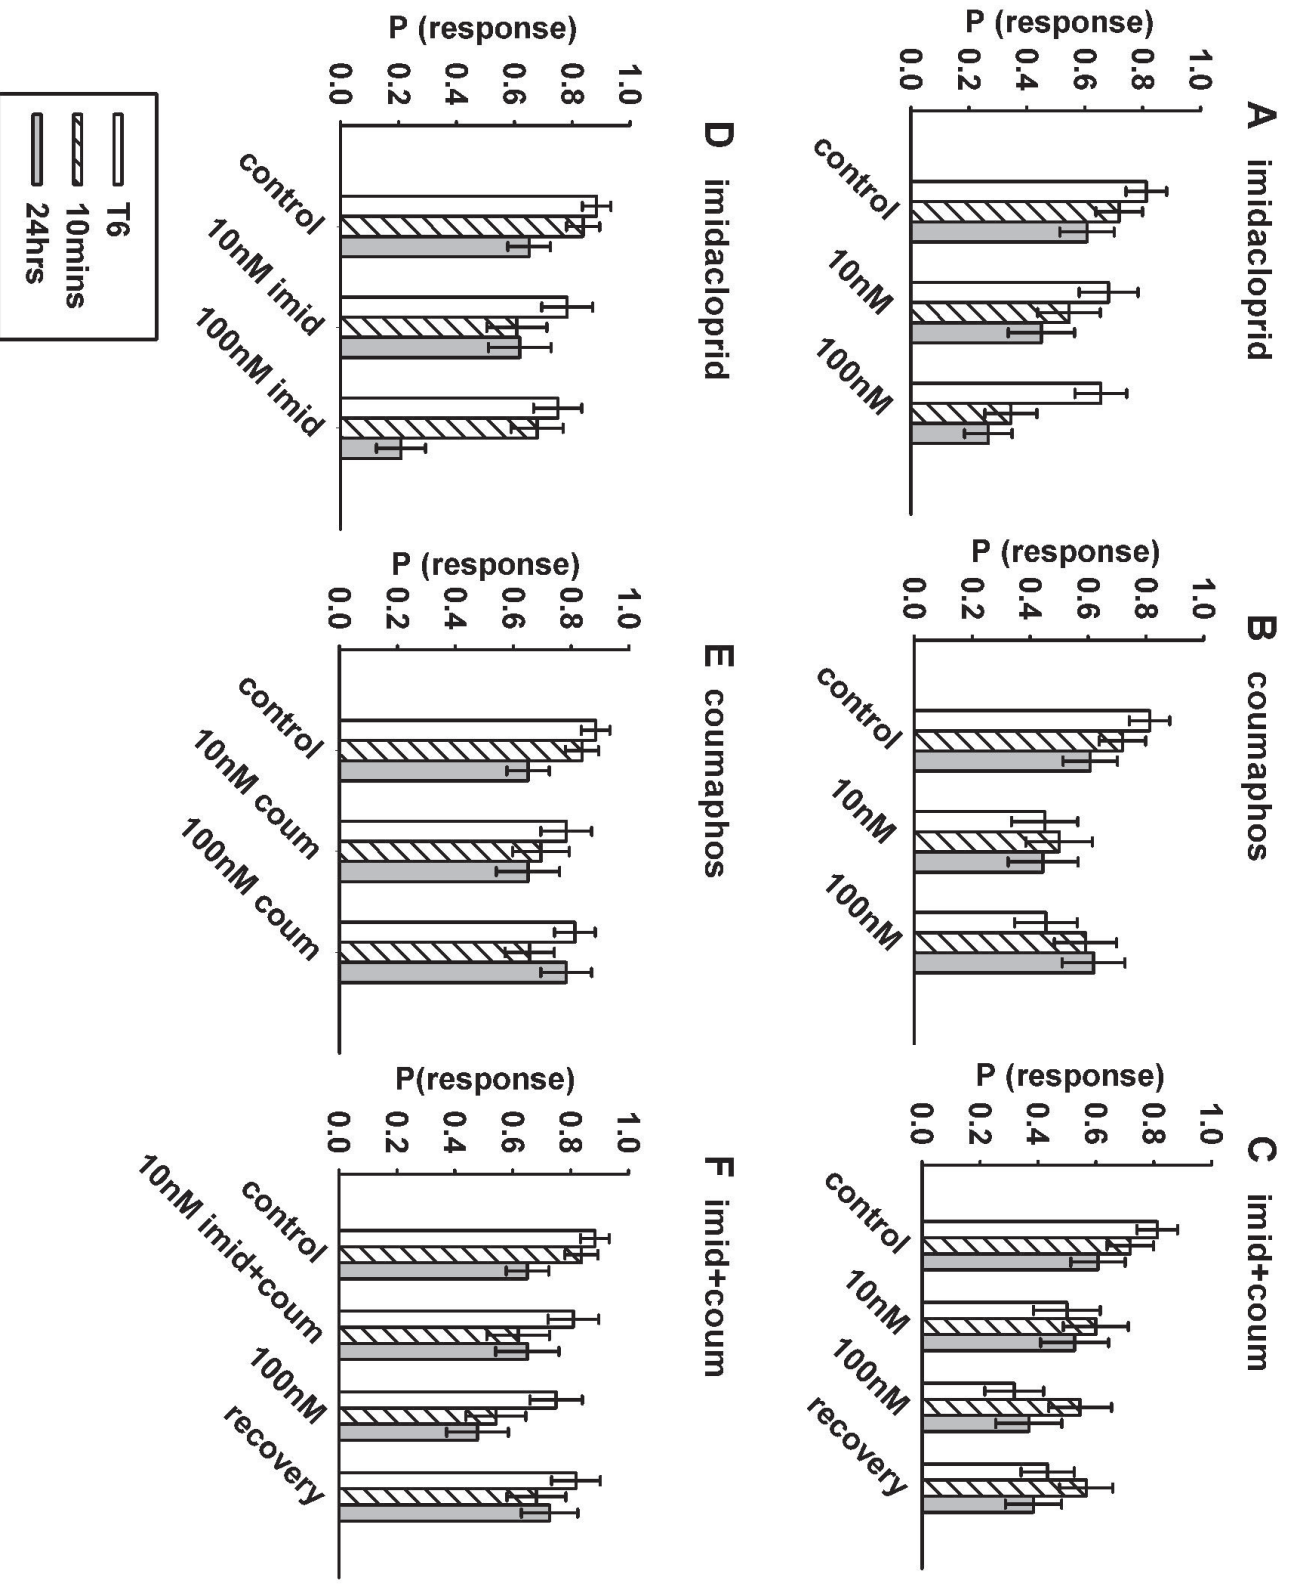 A imidacloprid
P (response)
1.0
0.8
0.6
0.4
0.2
0.0
control
10nM
100nM
B coumaphos
P (response)
1.0
0.8
0.6
0.4
0.2
0.0
control
10nM
100nM
C imid+coum
P (response)
1.0
0.8
0.6
0.4
0.2
0.0
control
10nM
100nM
recovery
D imidacloprid
P (response)
1.0
0.8
0.6
0.4
0.2
0.0
control
10nM imid
100nM imid
E coumaphos
P (response)
1.0
0.8
0.6
0.4
0.2
0.0
control
10nM coum
100nM coum
F imid+coum
P(response)
1.0
0.8
0.6
0.4
0.2
0.0
control
10nM imid+coum
100nM
recovery
T6
10mins
24hrs